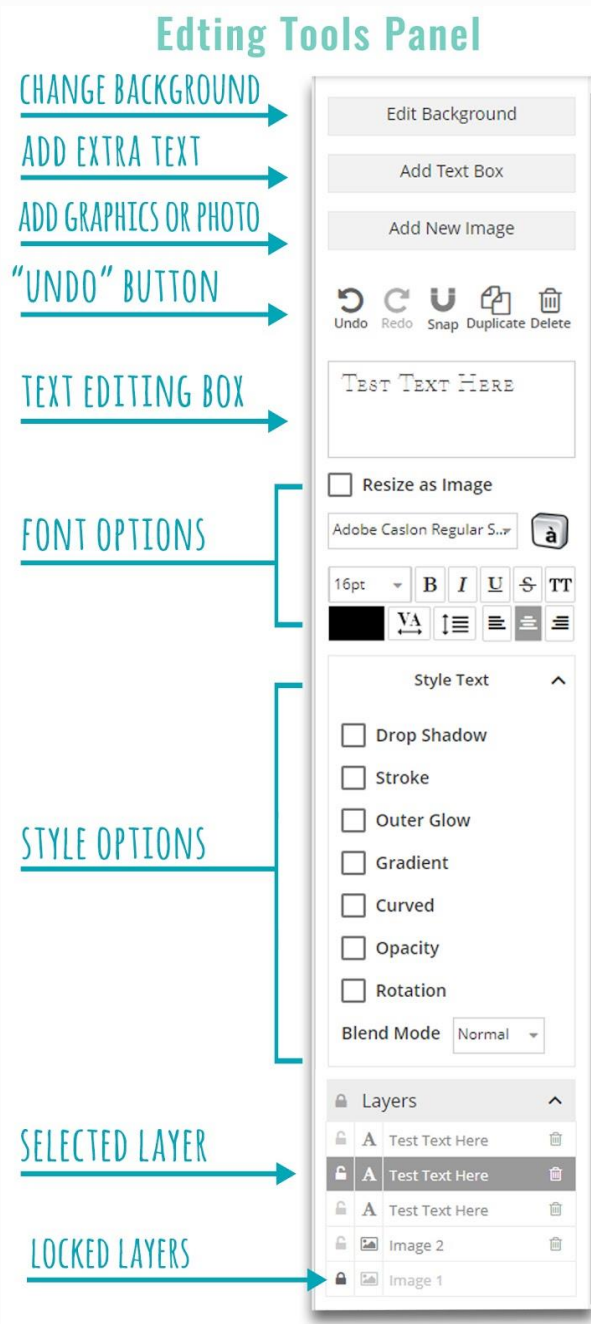 Edting Tools Panel
CHANGE BACKGROUND
Edit Background
ADD EXTRA TEXT
Add Text Box
ADD GRAPHICS OR PHOTO
Add New Image
“UNDO” BUTTON
Undo Redo Snap Duplicate Delete
TEXT EDITING BOX
TEST TEXT HERE
FONT OPTIONS
Resize as Image
Adobe Caslon Regular S.. à
16pt B I U S TT
VA
STYLE OPTIONS
Style Text
Drop Shadow
Stroke
Outer Glow
Gradient
Curved
Opacity
Rotation
Blend Mode Normal
Layers
SELECTED LAYER
A Test Text Here
A Test Text Here
A Test Text Here
Image 2
LOCKED LAYERS
Image 1